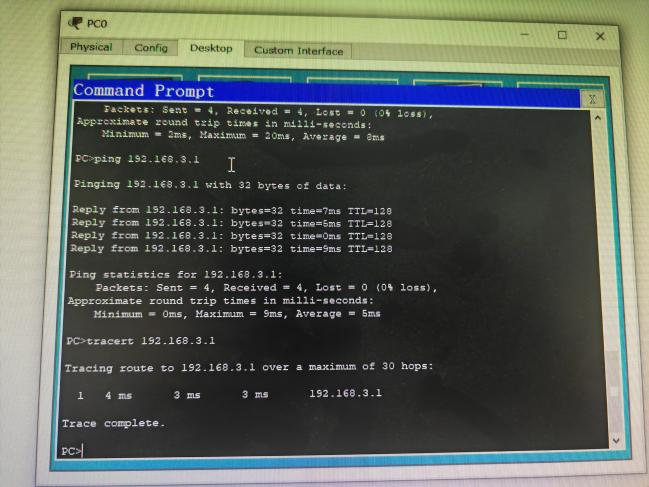 PC0
Physical Config Desktop Custom Interface
Command Prompt
X
Packets: Sent = 4, Received = 4, Lost = 0 (0% loss),
Approximate round trip times in milli-seconds:
Minimum = 2ms, Maximum = 20ms, Average = 8ms
PC>ping 192.168.3.1
Pinging 192.168.3.1 with 32 bytes of data:
Reply from 192.168.3.1: bytes=32 time=7ms TTL=128
Reply from 192.168.3.1: bytes=32 time=5ms TTL=128
Reply from 192.168.3.1: bytes=32 time=0ms TTL=128
Reply from 192.168.3.1: bytes=32 time=9ms TTL=128
Ping statistics for 192.168.3.1:
Packets: Sent = 4, Received = 4, Lost = 0 (0% loss),
Approximate round trip times in milli-seconds:
Minimum = 0ms, Maximum = 9ms, Average = 5ms
PC>tracert 192.168.3.1
Tracing route to 192.168.3.1 over a maximum of 30 hops:
1 4 ms 3 ms 3 ms 192.168.3.1
Trace complete.
PC>